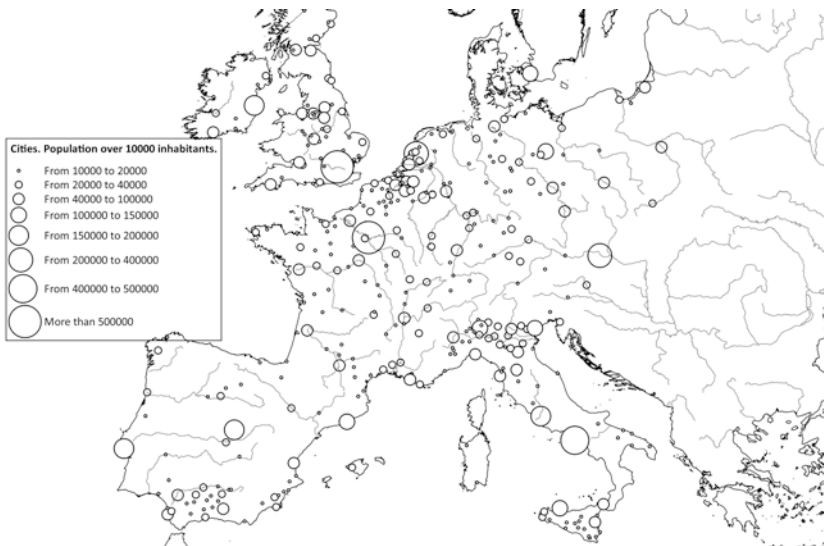 Cities. Population over 10000 inhabitants.
From 10000 to 20000
From 20000 to 40000
From 40000 to 100000
From 100000 to 150000
From 150000 to 200000
From 200000 to 400000
From 400000 to 500000
More than 500000